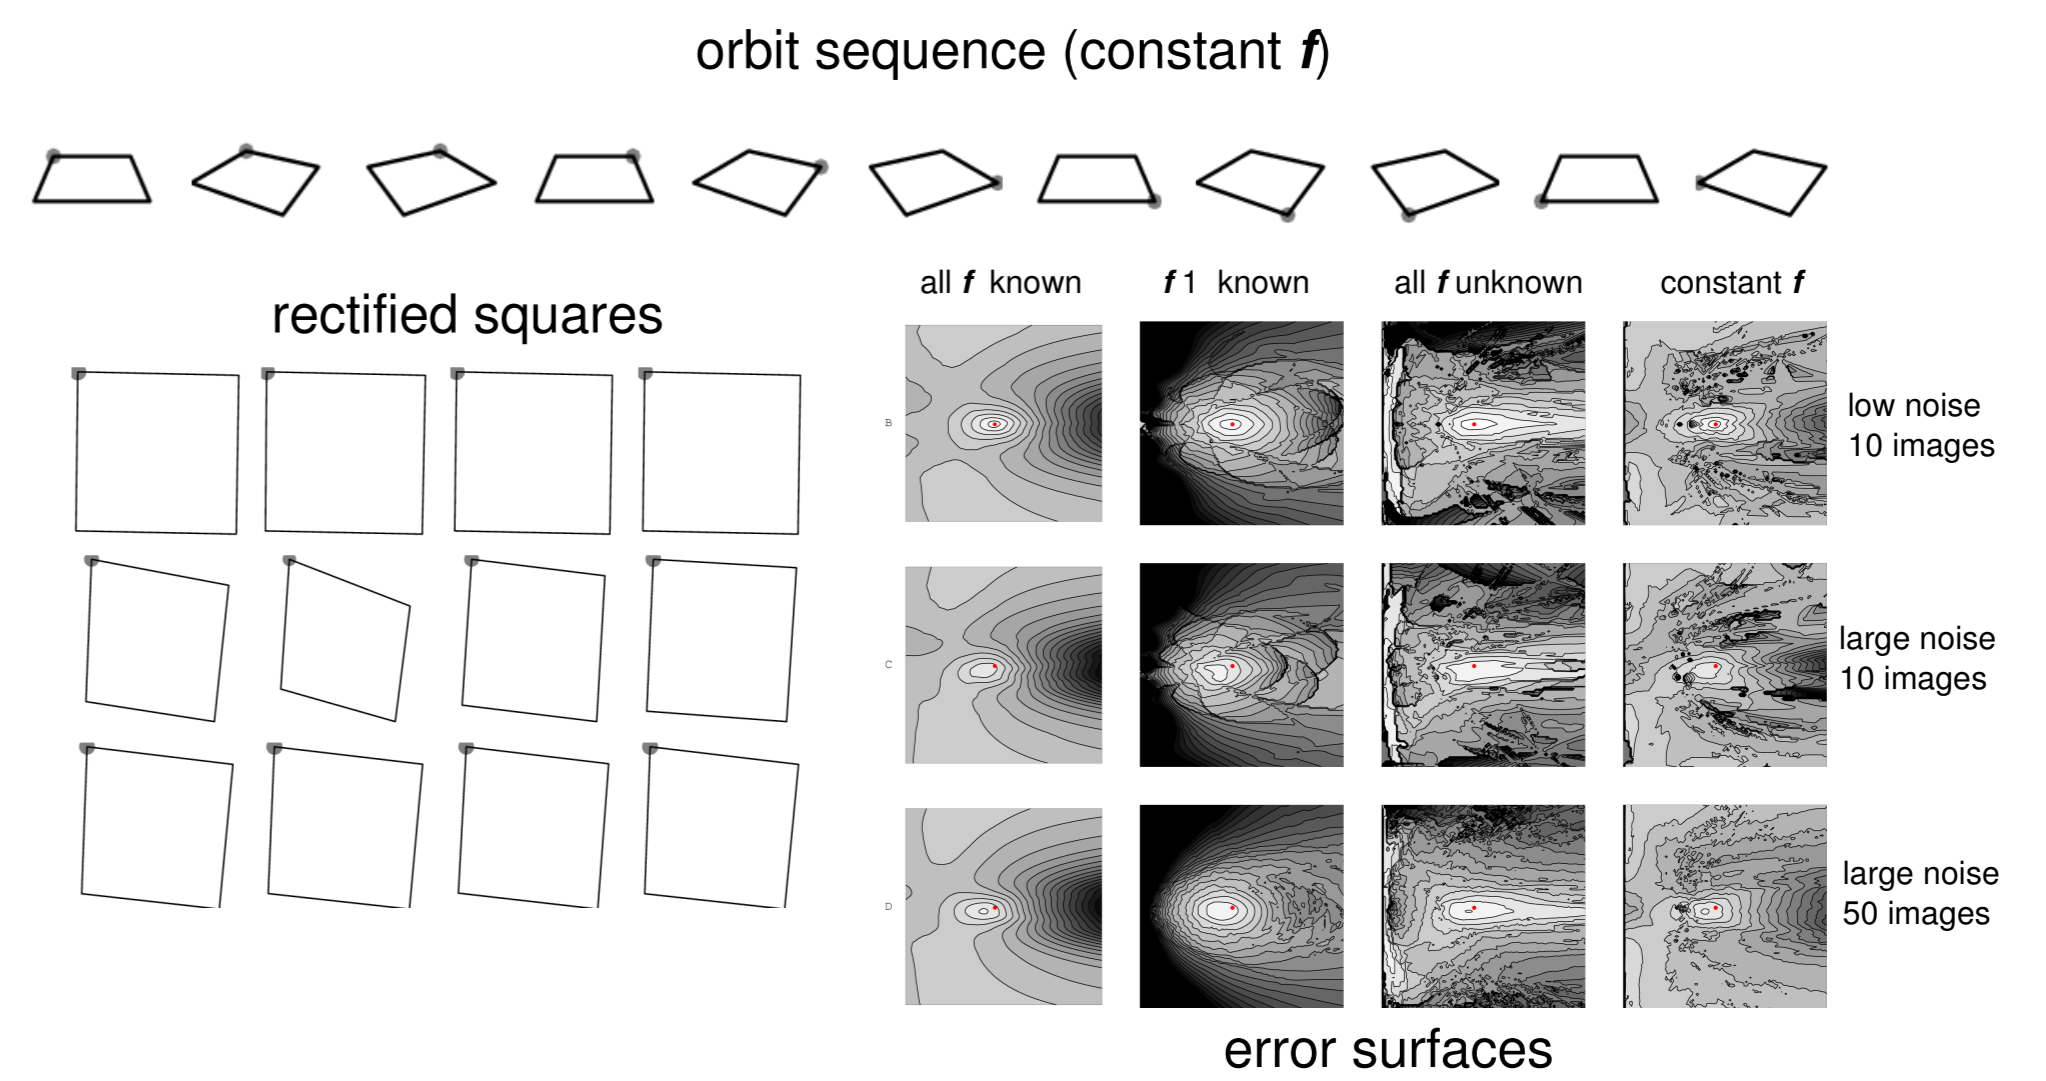 orbit sequence (constant f)
rectified squares
all f known
f 1 known
all f unknown
constant f
B
low noise
10 images
C
large noise
10 images
D
large noise
50 images
error surfaces